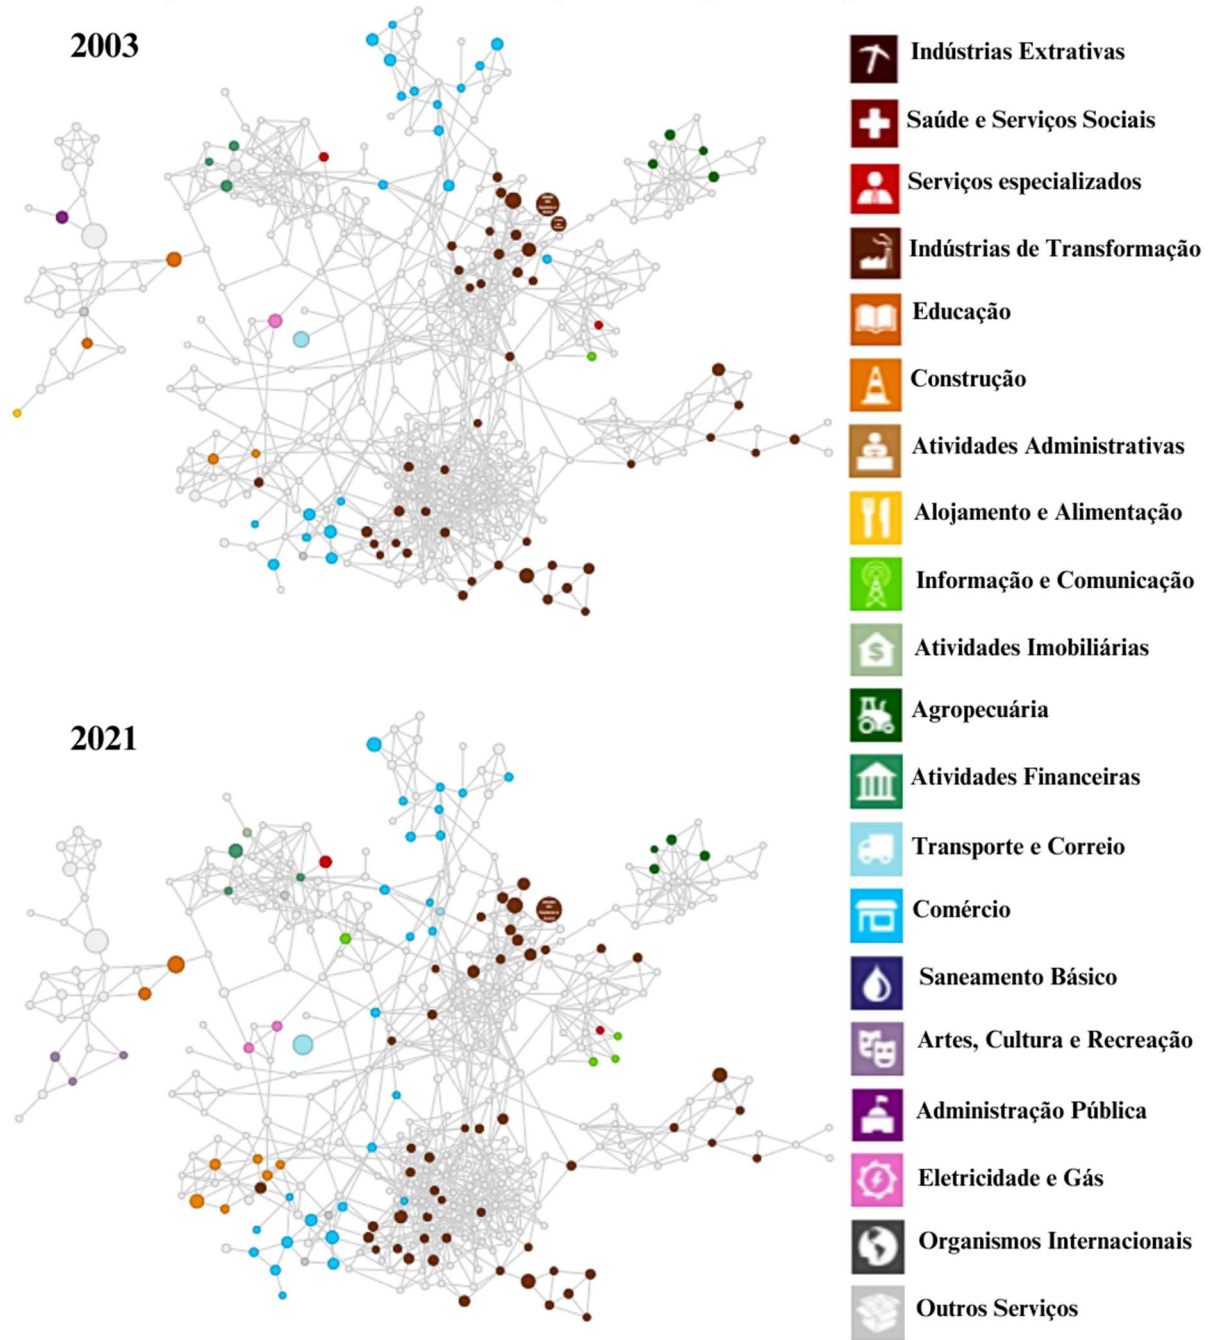 2003
Indústrias Extrativas
Saúde e Serviços Sociais
Serviços especializados
Indústrias de Transformação
Educação
Construção
Atividades Administrativas
Alojamento e Alimentação
Informação e Comunicação
Atividades Imobiliárias
Agropecuária
2021
Atividades Financeiras
Transporte e Correio
Comércio
Saneamento Básico
Artes, Cultura e Recreação
Administração Pública
Eletricidade e Gás
Organismos Internacionais
Outros Serviços